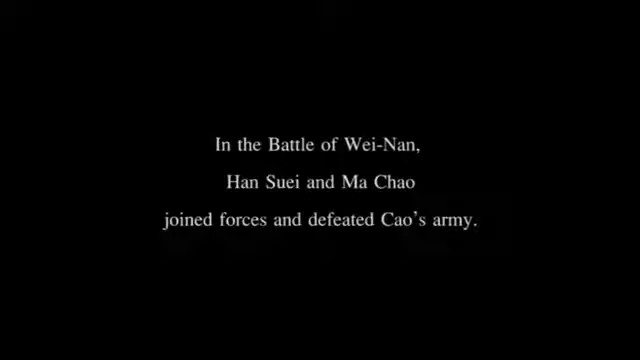 In the Battle of Wei-Nan,
Han Suei and Ma Chao
joined forces and defeated Cao's army.